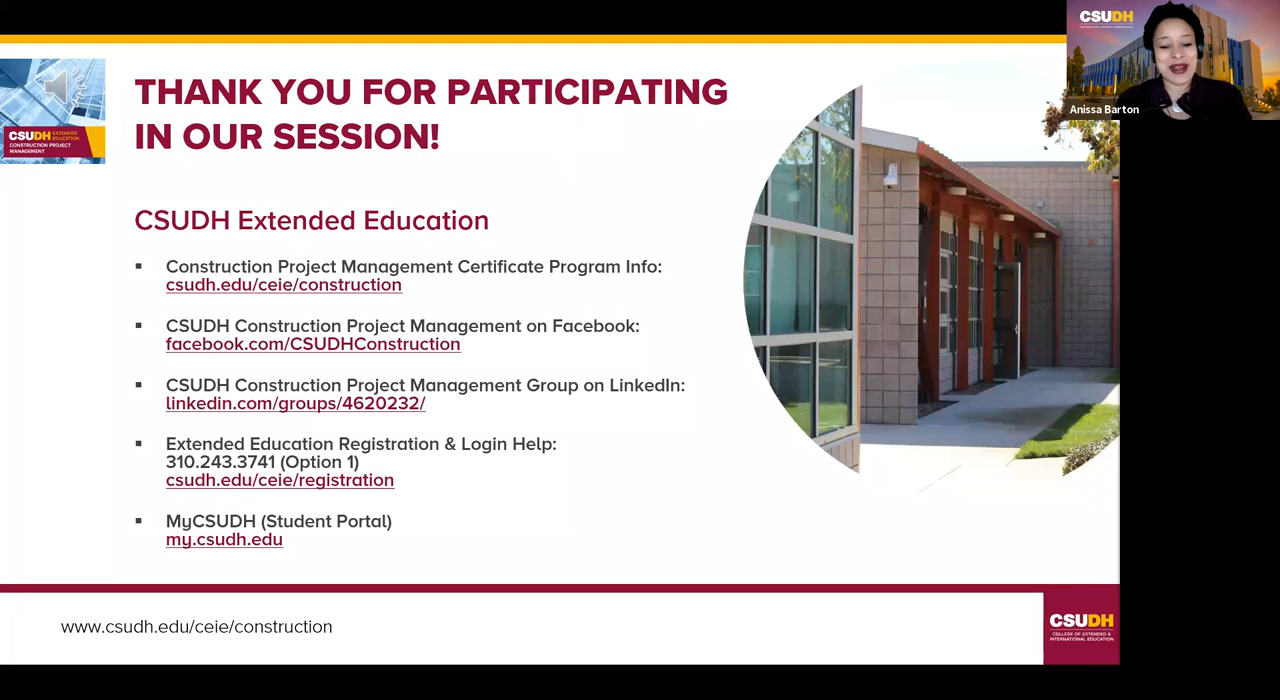 THANK YOU FOR PARTICIPATING
IN OUR SESSION!
CSUDH EXTENDED
EDUCATION
CONSTRUCTION PROJECT
MANAGEMENT
CSUDH
Anissa Barton
CSUDH Extended Education
▪ Construction Project Management Certificate Program Info:
csudh.edu/ceie/construction
▪ CSUDH Construction Project Management on Facebook:
facebook.com/CSUDHConstruction
▪ CSUDH Construction Project Management Group on LinkedIn:
linkedin.com/groups/4620232/
▪ Extended Education Registration & Login Help:
310.243.3741 (Option 1)
csudh.edu/ceie/registration
▪ MyCSUDH (Student Portal)
my.csudh.edu
www.csudh.edu/ceie/construction
CSUDH
COLLEGE OF EXTENDED &
INTERNATIONAL EDUCATION